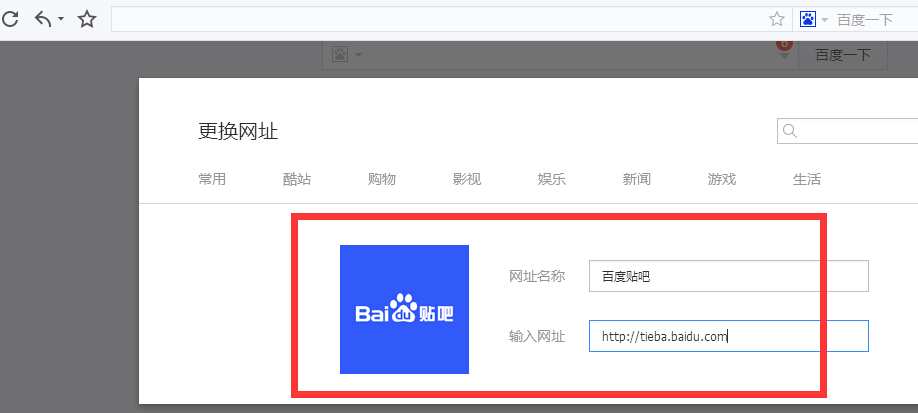 百度一下
6
百度一下
更换网址
常用 酷站 购物 影视 娱乐 新闻 游戏 生活
网址名称 百度贴吧
Bai du 贴吧
输入网址 http://tieba.baidu.com